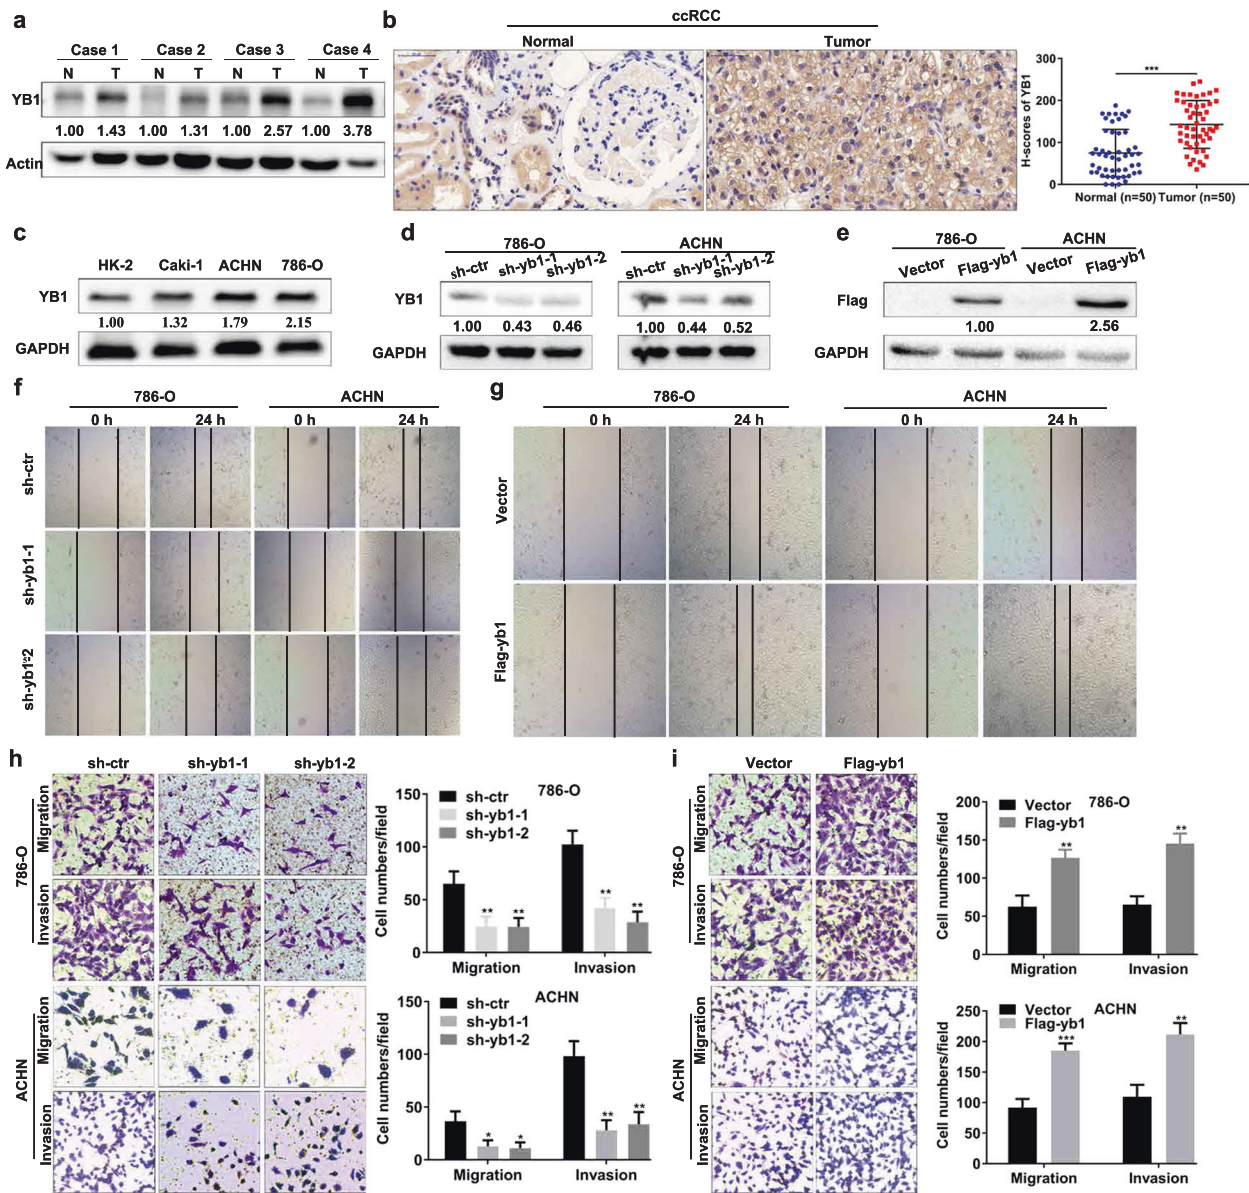 a
Case 1 Case 2 Case 3 Case 4
N T N T N T N T
YB1
1.00 1.43 1.00 1.31 1.00 2.57 1.00 3.78
Actin
b
ccRCC
Normal Tumor
H-scores of YB1
300
200
100
0
***
Normal (n=50) Tumor (n=50)
c
HK-2 Caki-1 ACHN 786-O
YB1
1.00 1.32 1.79 2.15
GAPDH
d
786-O ACHN
sh-ctr sh-yb1-1 sh-yb1-2 sh-ctr sh-yb1-1 sh-yb1-2
YB1
1.00 0.43 0.46 1.00 0.44 0.52
GAPDH
e
786-O ACHN
Vector Flag-yb1 Vector Flag-yb1
Flag
1.00 2.56
GAPDH
f
786-O ACHN
0 h 24 h 0 h 24 h
sh-ctr
sh-yb1-1
sh-yb1-2
g
786-O ACHN
0 h 24 h 0 h 24 h
Vector
Flag-yb1
h
sh-ctr sh-yb1-1 sh-yb1-2
786-O
Migration
Invasion
ACHN
Migration
Invasion
Cell numbers/field
150
100
50
0
sh-ctr 786-O
sh-yb1-1
sh-yb1-2
** ** ** **
Migration Invasion
Cell numbers/field
150
100
50
0
sh-ctr ACHN
sh-yb1-1
sh-yb1-2
* * ** **
Migration Invasion
i
Vector Flag-yb1
786-O
Migration
Invasion
ACHN
Migration
Invasion
Cell numbers/field
200
150
100
50
0
Vector 786-O
Flag-yb1
** **
Migration Invasion
Cell numbers/field
250
200
150
100
50
0
Vector ACHN
Flag-yb1
*** **
Migration Invasion